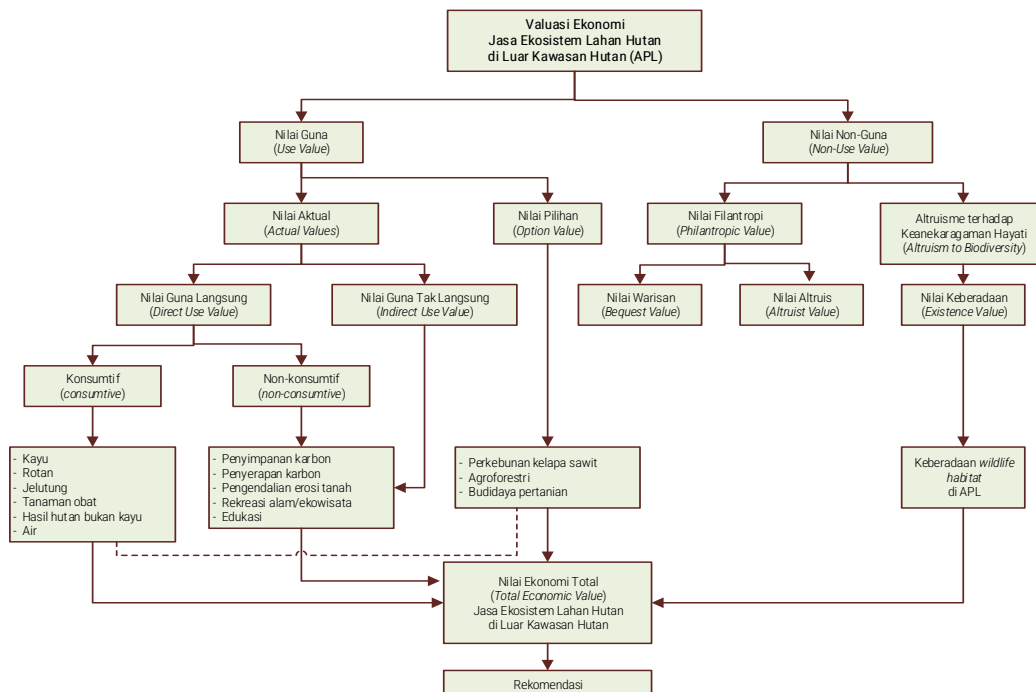 Valuasi Ekonomi
Jasa Ekosistem Lahan Hutan
di Luar Kawasan Hutan (APL)
Nilai Guna
(Use Value)
Nilai Non-Guna
(Non-Use Value)
Nilai Aktual
(Actual Values)
Nilai Pilihan
(Option Value)
Nilai Filantropi
(Philantropic Value)
Altruisme terhadap
Keanekaragaman Hayati
(Altruism to Biodiversity)
Nilai Guna Langsung
(Direct Use Value)
Nilai Guna Tak Langsung
(Indirect Use Value)
Nilai Warisan
(Bequest Value)
Nilai Altruis
(Altruist Value)
Nilai Keberadaan
(Existence Value)
Konsumtif
(consumtive)
Non-konsumtif
(non-consumtive)
- Kayu
- Rotan
- Jelutung
- Tanaman obat
- Hasil hutan bukan kayu
- Air
- Penyimpanan karbon
- Penyerapan karbon
- Pengendalian erosi tanah
- Rekreasi alam/ekowisata
- Edukasi
- Perkebunan kelapa sawit
- Agroforestri
- Budidaya pertanian
Keberadaan wildlife
habitat
di APL
Nilai Ekonomi Total
(Total Economic Value)
Jasa Ekosistem Lahan Hutan
di Luar Kawasan Hutan
Rekomendasi